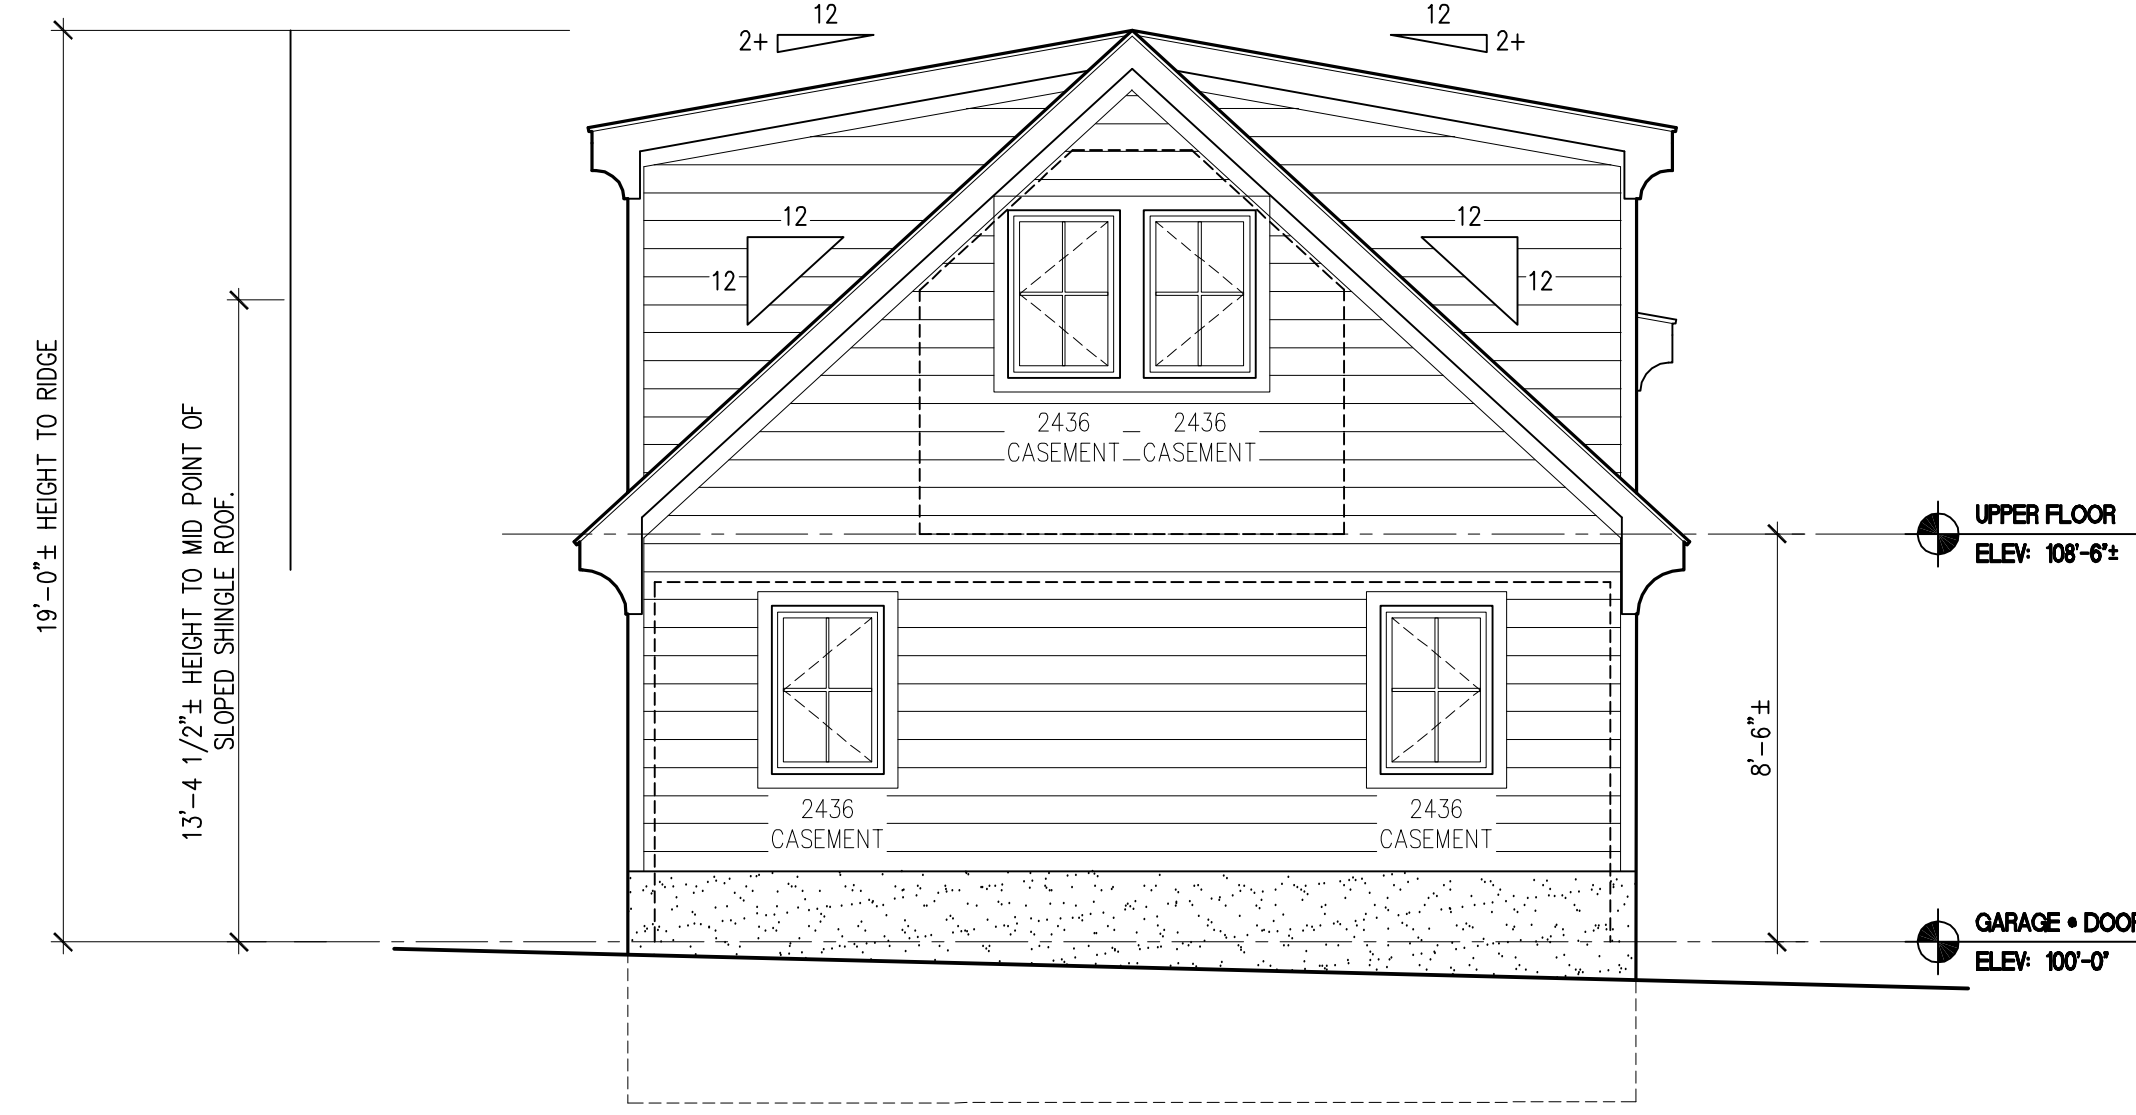 12
2+
12
2+
12
12
12
12
19'-0"± HEIGHT TO RIDGE
13'-4 1/2"± HEIGHT TO MID POINT OF
SLOPED SHINGLE ROOF.
2436
CASEMENT
2436
CASEMENT
UPPER FLOOR
ELEV: 108'-6"±
8'-6"±
2436
CASEMENT
2436
CASEMENT
GARAGE @ DOOR
ELEV: 100'-0"